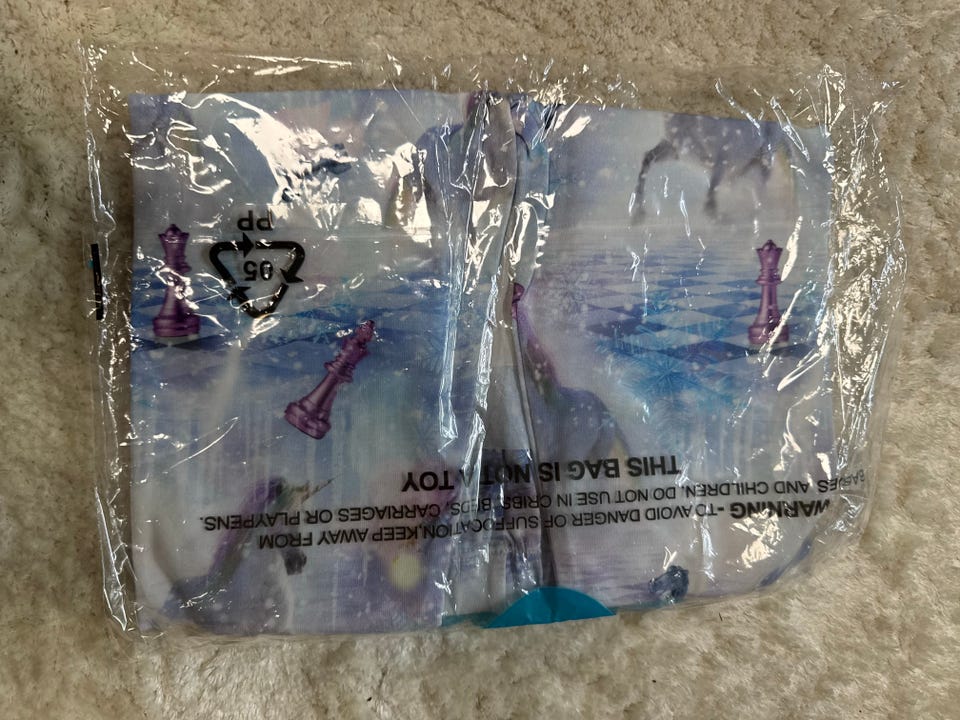 WARNING - TO AVOID DANGER OF SUFFOCATION,KEEP AWAY FROM
BABIES AND CHILDREN. DO NOT USE IN CRIBS, BEDS, CARRIAGES OR PLAYPENS.
THIS BAG IS NOT A TOY
05
PP